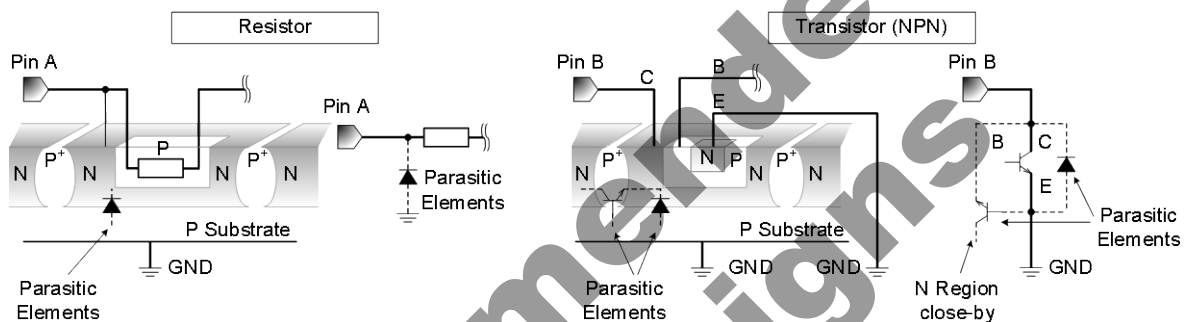 Resistor
Transistor (NPN)
Pin A
Pin A
P
N
P+
N
N
P+
N
Parasitic
Elements
P Substrate
GND
Parasitic
Elements
Pin B
C
B
E
N
P+
N
N
P
N
P+
N
P Substrate
GND
GND
Parasitic
Elements
Pin B
B
C
E
Parasitic
Elements
GND
N Region
close-by